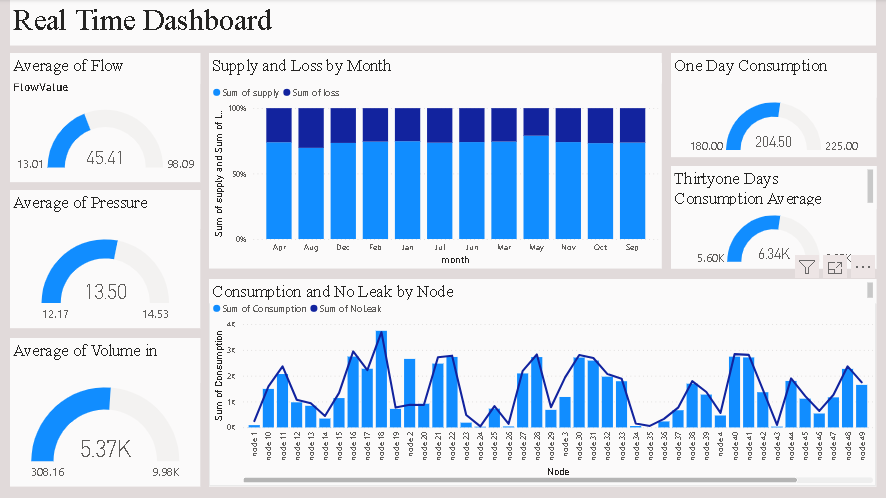 Real Time Dashboard
Average of Flow
FlowValue
13.01
45.41
98.09
Average of Pressure
13.50
12.17
14.53
Average of Volume in
5.37K
308.16
9.98K
Supply and Loss by Month
Sum of supply
Sum of loss
Sum of supply and Sum of l...
100%
50%
0%
Apr Aug Dec Feb Jan Jul Jun Mar May Nov Oct Sep
month
One Day Consumption
180.00
204.50
225.00
Thirtyone Days
Consumption Average
5.60K
6.34K
Consumption and No Leak by Node
Sum of Consumption
Sum of NoLeak
Sum of Consumption
4K
3K
2K
1K
0K
node 1 node 10 node 11 node 12 node 13 node 14 node 15 node 16 node 17 node 18 node 19 node 2 node 20 node 21 node 22 node 23 node 24 node 25 node 26 node 27 node 28 node 29 node 3 node 30 node 31 node 32 node 33 node 34 node 35 node 36 node 37 node 38 node 39 node 4 node 40 node 41 node 42 node 43 node 44 node 45 node 46 node 47 node 48 node 49
Node